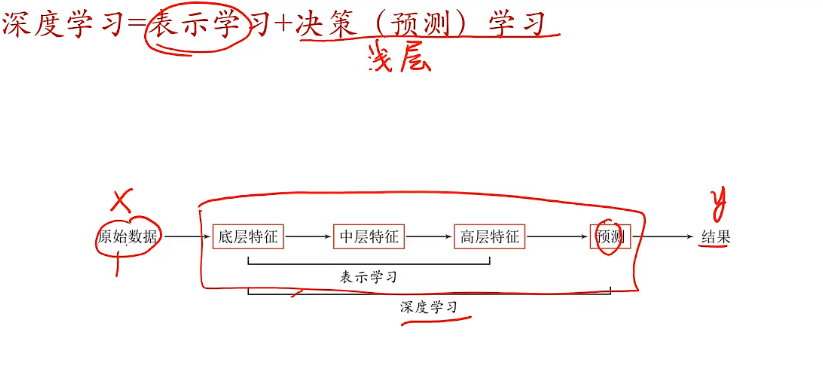 深度学习=表示学习+决策（预测）学习
浅层
x y
原始数据 底层特征 中层特征 高层特征 预测 结果
表示学习
深度学习